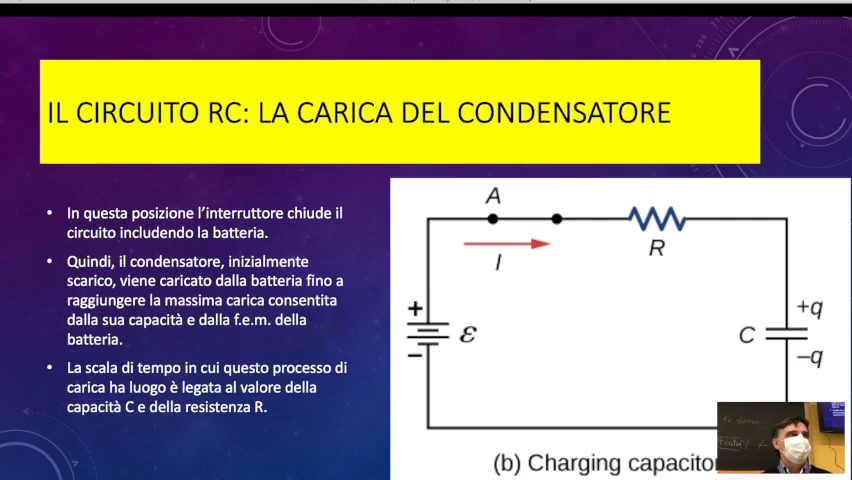 IL CIRCUITO RC: LA CARICA DEL CONDENSATORE
• In questa posizione l'interruttore chiude il
circuito includendo la batteria.
• Quindi, il condensatore, inizialmente
scarico, viene caricato dalla batteria fino a
raggiungere la massima carica consentita
dalla sua capacità e dalla f.e.m. della
batteria.
• La scala di tempo in cui questo processo di
carica ha luogo è legata al valore della
capacità C e della resistenza R.
A
I
R
+
ε
–
C
+q
–q
(b) Charging capacitor